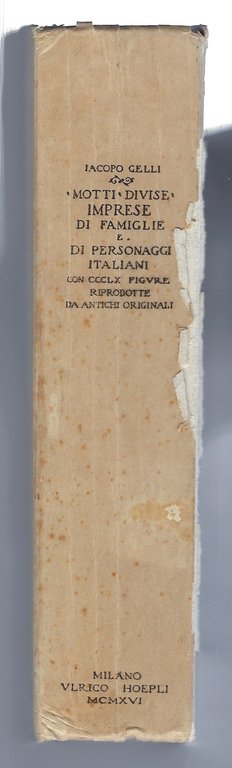 IACOPO GELLI
"MOTTI" DIVISE"
IMPRESE
DI FAMIGLIE
E.
DI PERSONAGGI
ITALIANI
CON CCCLX FIGVRE
RIPRODOTTE
DA ANTICHI ORIGINALI
MILANO
VLRICO HOEPLI
MCMXVI